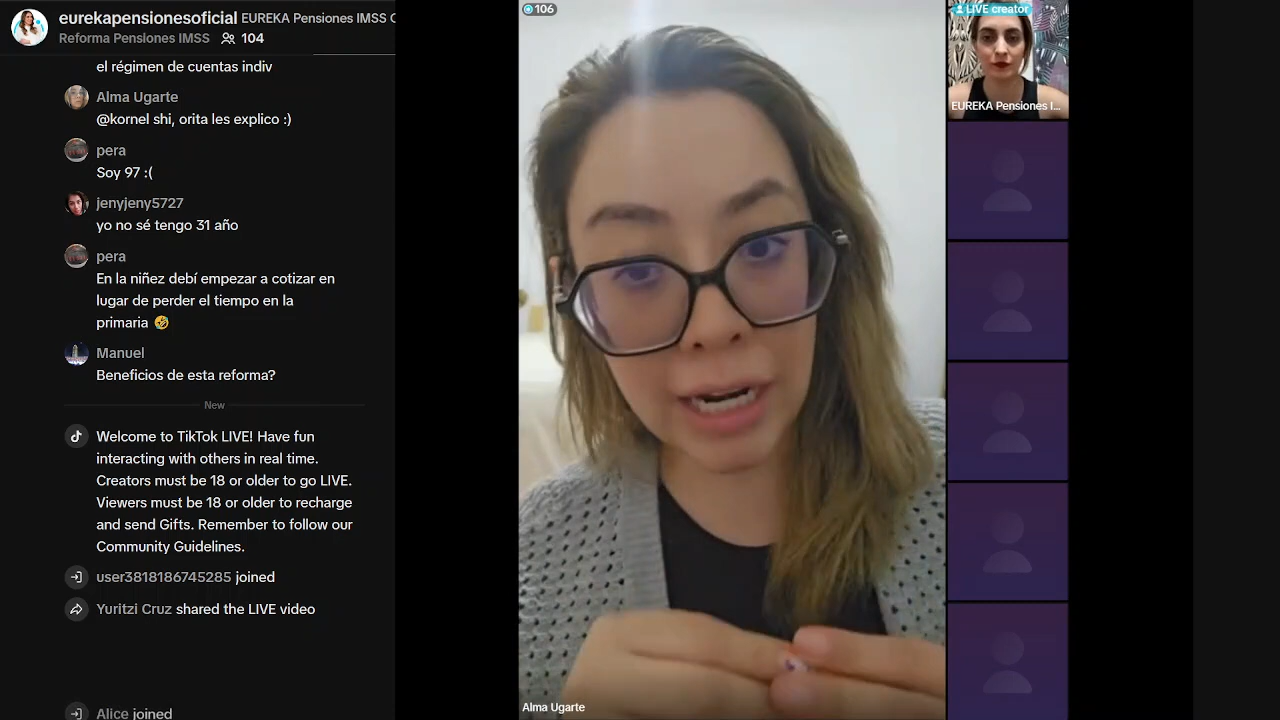 eurekapensionesoficial EUREKA Pensiones IMSS
Reforma Pensiones IMSS 104
el régimen de cuentas indiv
Alma Ugarte
@kornel shi, orita les explico :)
pera
Soy 97 :(
jenyjeny5727
yo no sé tengo 31 año
pera
En la niñez debí empezar a cotizar en
lugar de perder el tiempo en la
primaria 🤣
Manuel
Beneficios de esta reforma?
New
Welcome to TikTok LIVE! Have fun
interacting with others in real time.
Creators must be 18 or older to go LIVE.
Viewers must be 18 or older to recharge
and send Gifts. Remember to follow our
Community Guidelines.
user3818186745285 joined
Yuritzi Cruz shared the LIVE video
Alice joined
106
Alma Ugarte
LIVE creator
EUREKA Pensiones I...